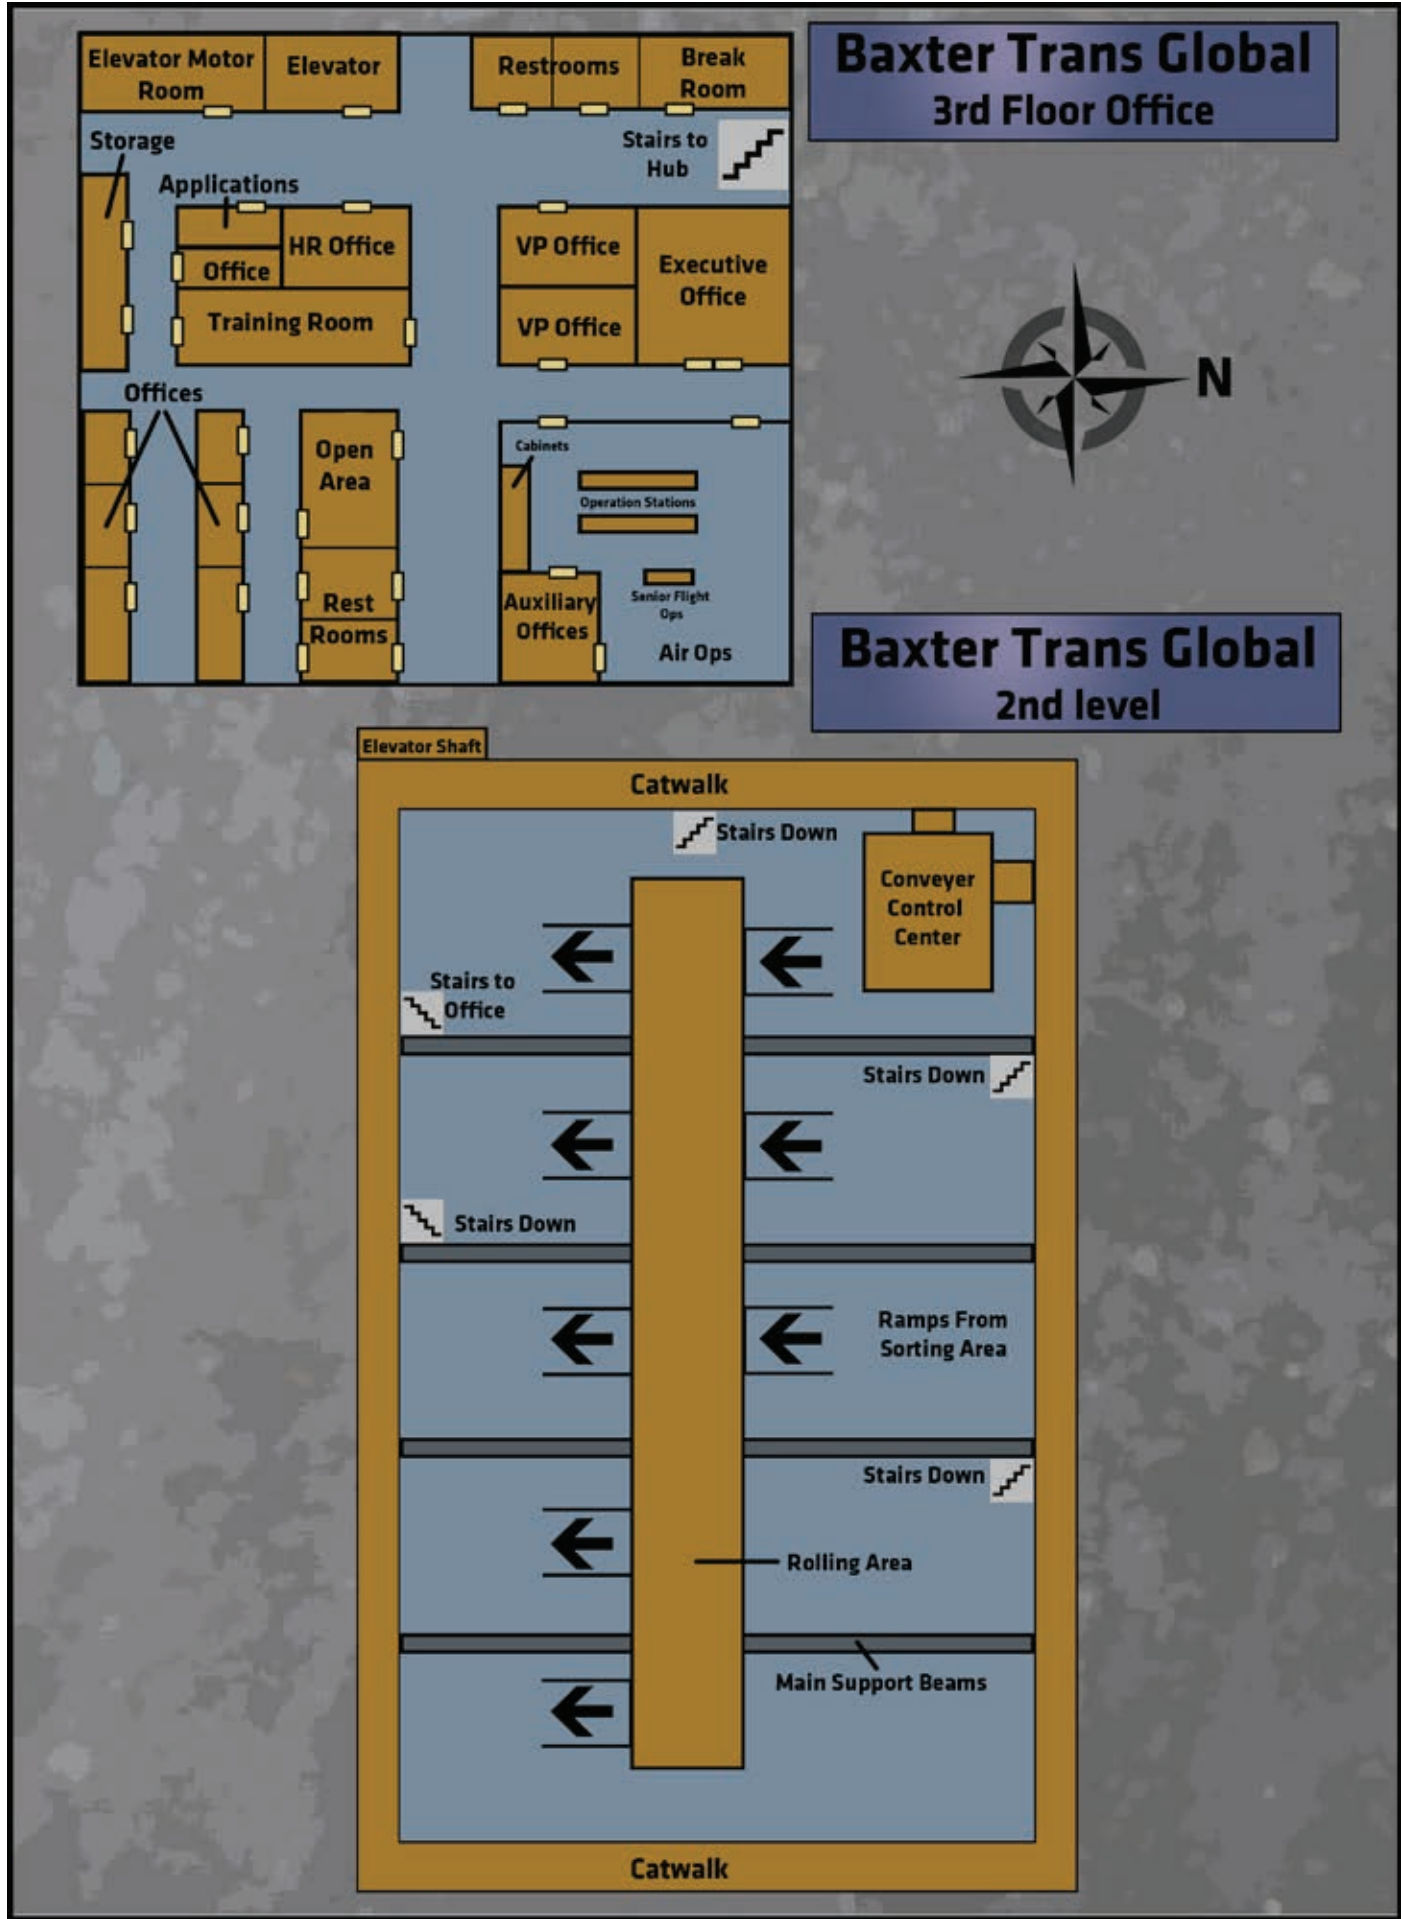 Baxter Trans Global
3rd Floor Office
Elevator Motor
Room
Elevator
Restrooms
Break
Room
Storage
Stairs to
Hub
Applications
HR Office
Office
Training Room
VP Office
Executive
Office
VP Office
N
Offices
Open
Area
Cabinets
Operation Stations
Rest
Rooms
Auxiliary
Offices
Senior Flight
Ops
Air Ops
Baxter Trans Global
2nd level
Elevator Shaft
Catwalk
Stairs Down
Conveyer
Control
Center
Stairs to
Office
Stairs Down
Stairs Down
Ramps From
Sorting Area
Stairs Down
Rolling Area
Main Support Beams
Catwalk